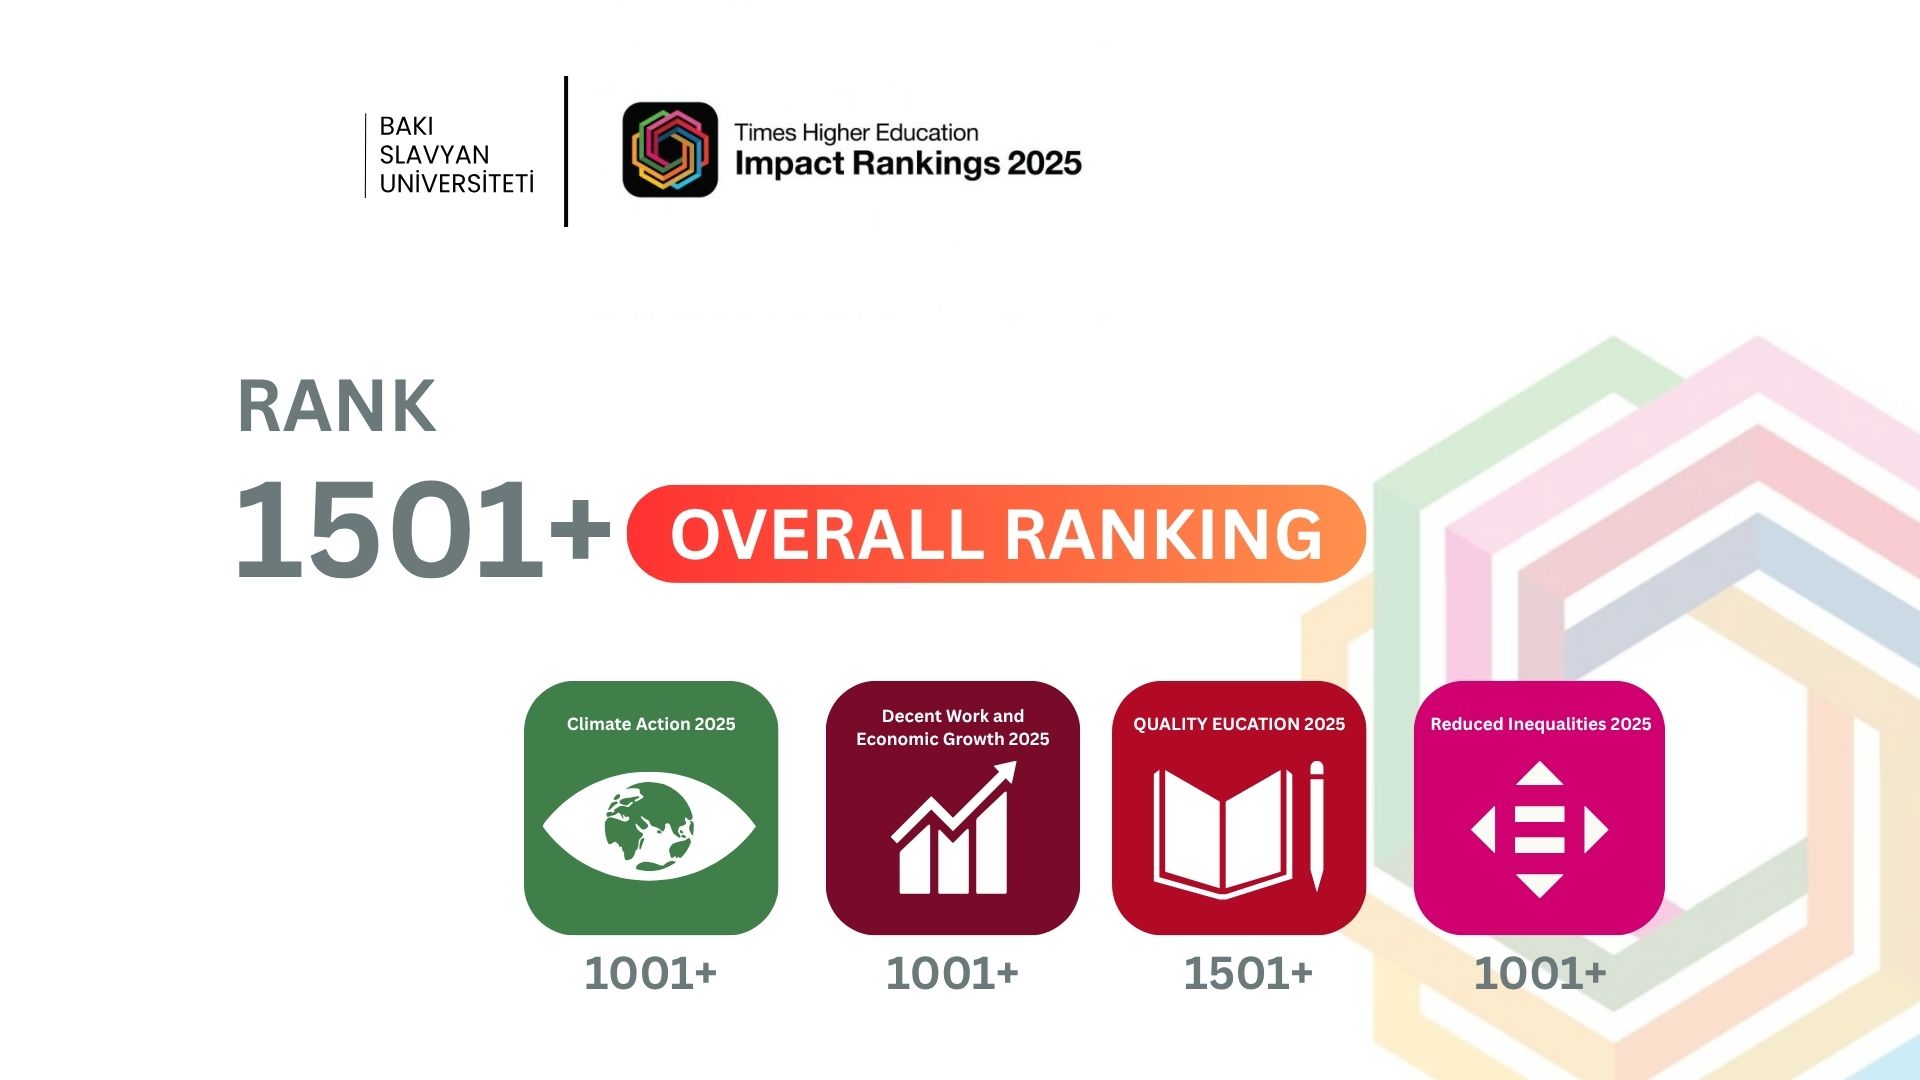 BAKI
SLAVYAN
UNİVERSİTETİ
Times Higher Education
Impact Rankings 2025
RANK
1501+
OVERALL RANKING
Climate Action 2025
1001+
Decent Work and
Economic Growth 2025
1001+
QUALITY EUCATION 2025
1501+
Reduced Inequalities 2025
1001+